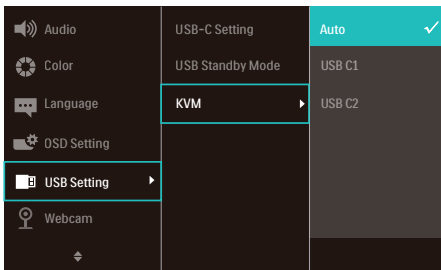 Audio
Color
Language
OSD Setting
USB Setting
Webcam
USB-C Setting
USB Standby Mode
KVM
Auto
USB C1
USB C2